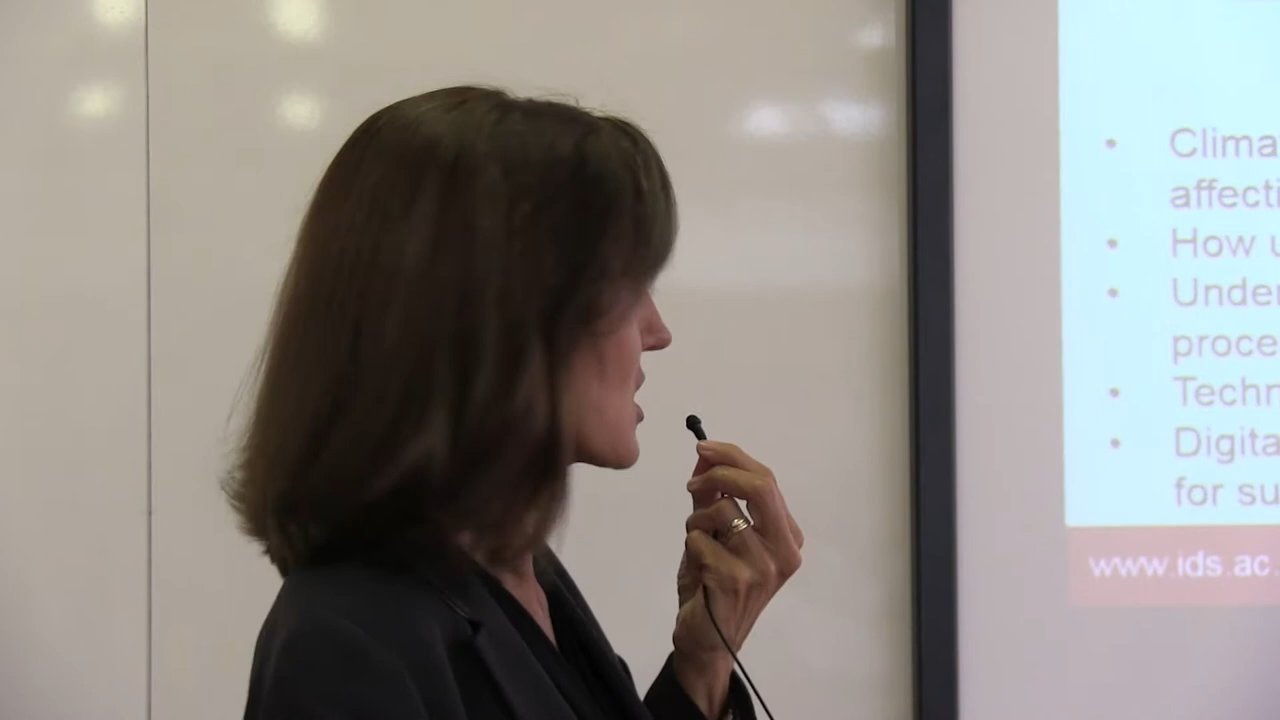 • Clima
affecti
• How u
• Under
proce
• Techn
• Digita
for su
www.ids.ac.